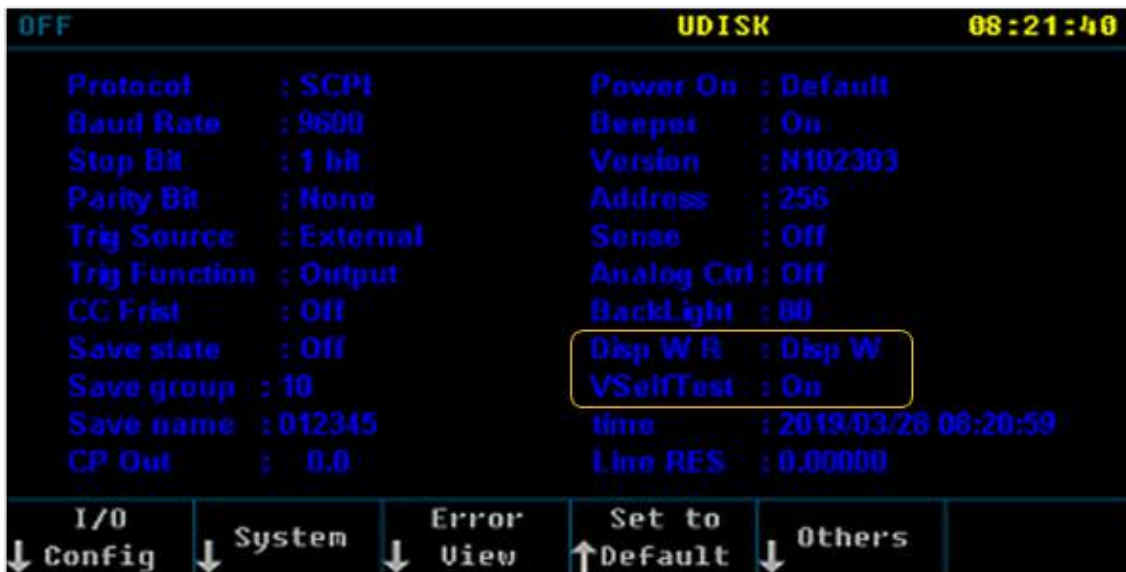 OFF UDISK 08:21:40
Protocol : SCPI
Baud Rate : 9600
Stop Bit : 1 bit
Parity Bit : None
Trig Source : External
Trig Function : Output
CC Frist : Off
Save state : Off
Save group : 10
Save name : 012345
CP Out : 0.0
Power On : Default
Beeper : On
Version : N102303
Address : 256
Sense : Off
Analog Ctrl : Off
BackLight : 80
Disp W R : Disp W
VSelfTest : On
time : 2019/03/28 08:20:59
Line RES : 0.00000
↓ I/O Config
↓ System
↓ Error View
↑ Set to Default
↓ Others